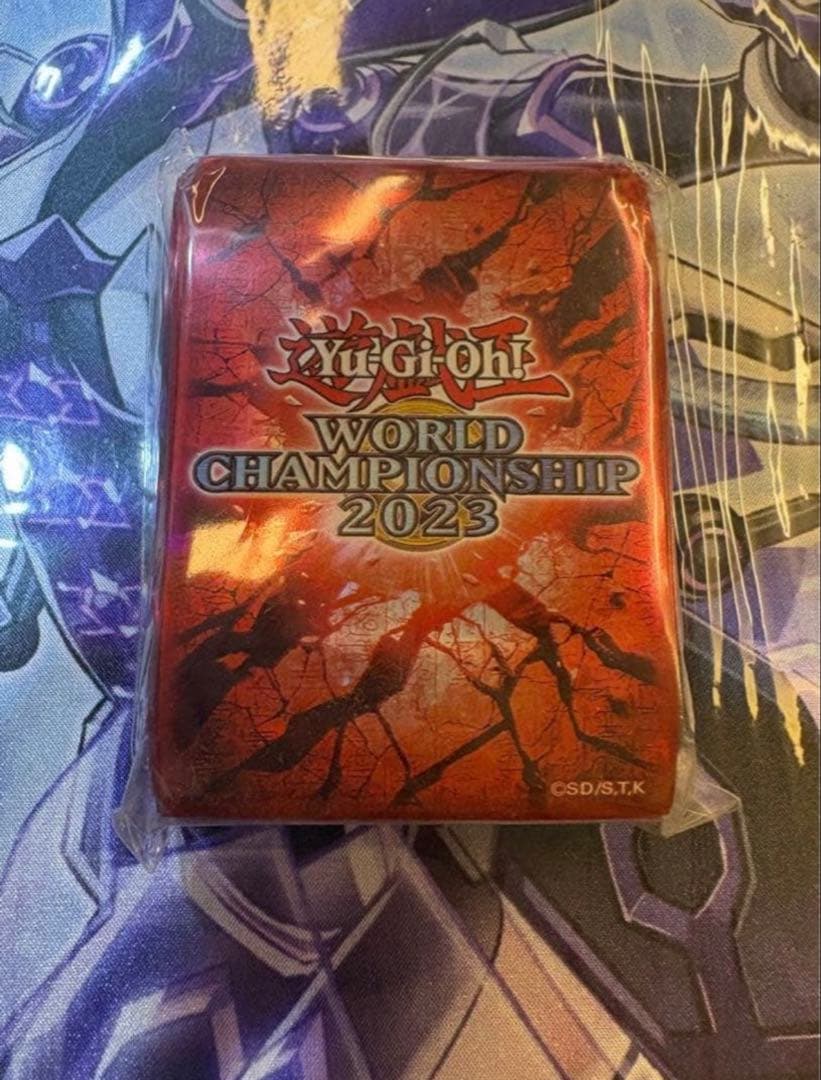 遊戯王
Yu-Gi-Oh!
WORLD
CHAMPIONSHIP
2023
©SD/S,T,K